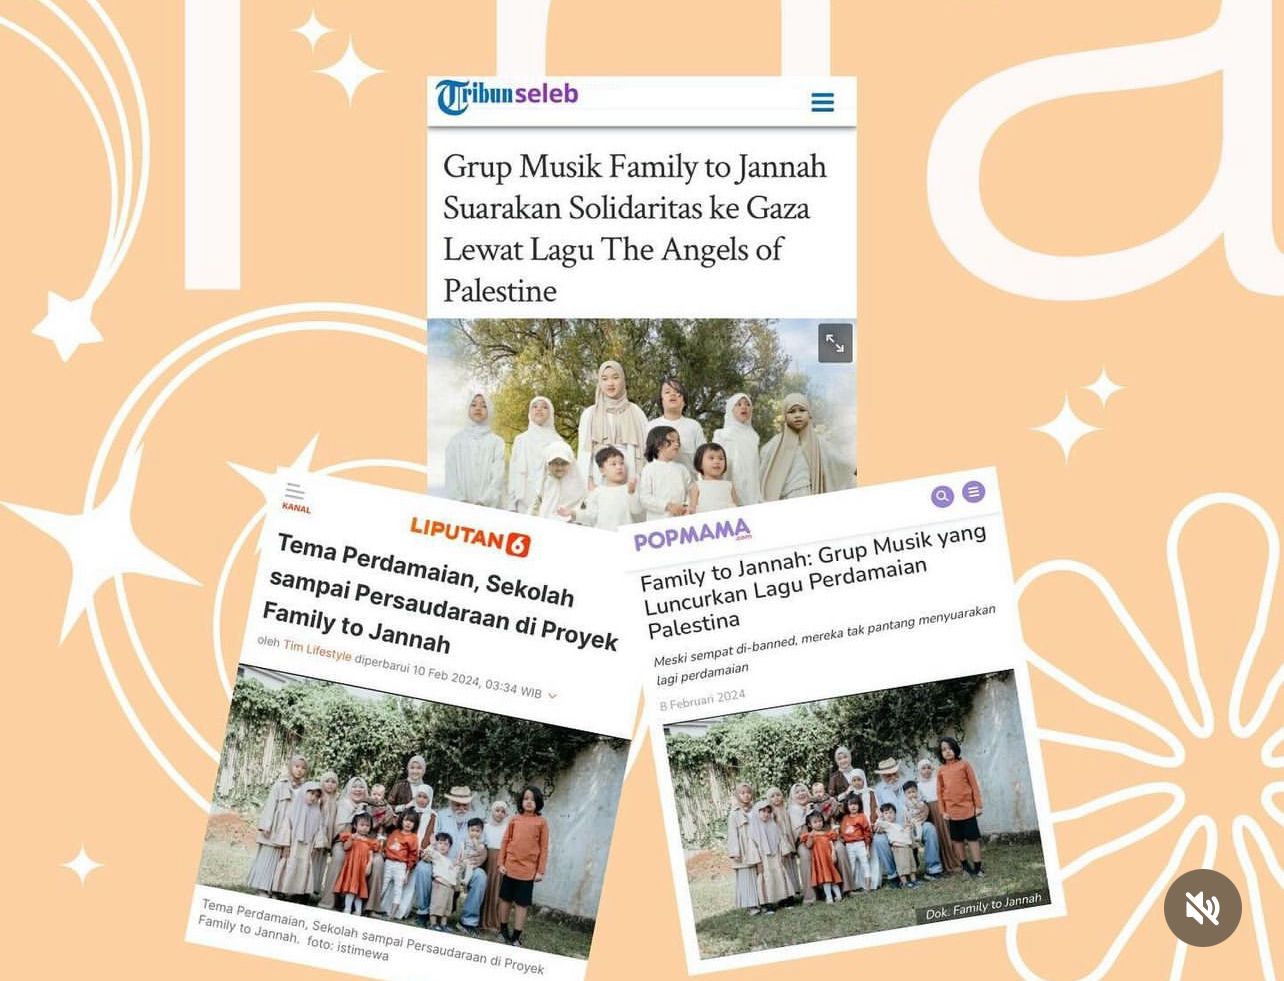 Tribunseleb
Grup Musik Family to Jannah
Suarakan Solidaritas ke Gaza
Lewat Lagu The Angels of
Palestine
KANAL
LIPUTAN 6
Tema Perdamaian, Sekolah
sampai Persaudaraan di Proyek
Family to Jannah
oleh Tim Lifestyle diperbarui 10 Feb 2024, 03:34 WIB
Tema Perdamaian, Sekolah sampai Persaudaraan di Proyek
Family to Jannah. foto: istimewa
POPMAMA
.com
Family to Jannah: Grup Musik yang
Luncurkan Lagu Perdamaian
Palestina
Meski sempat di-banned, mereka tak pantang menyuarakan
lagi perdamaian
8 Februari 2024
Dok. Family to Jannah